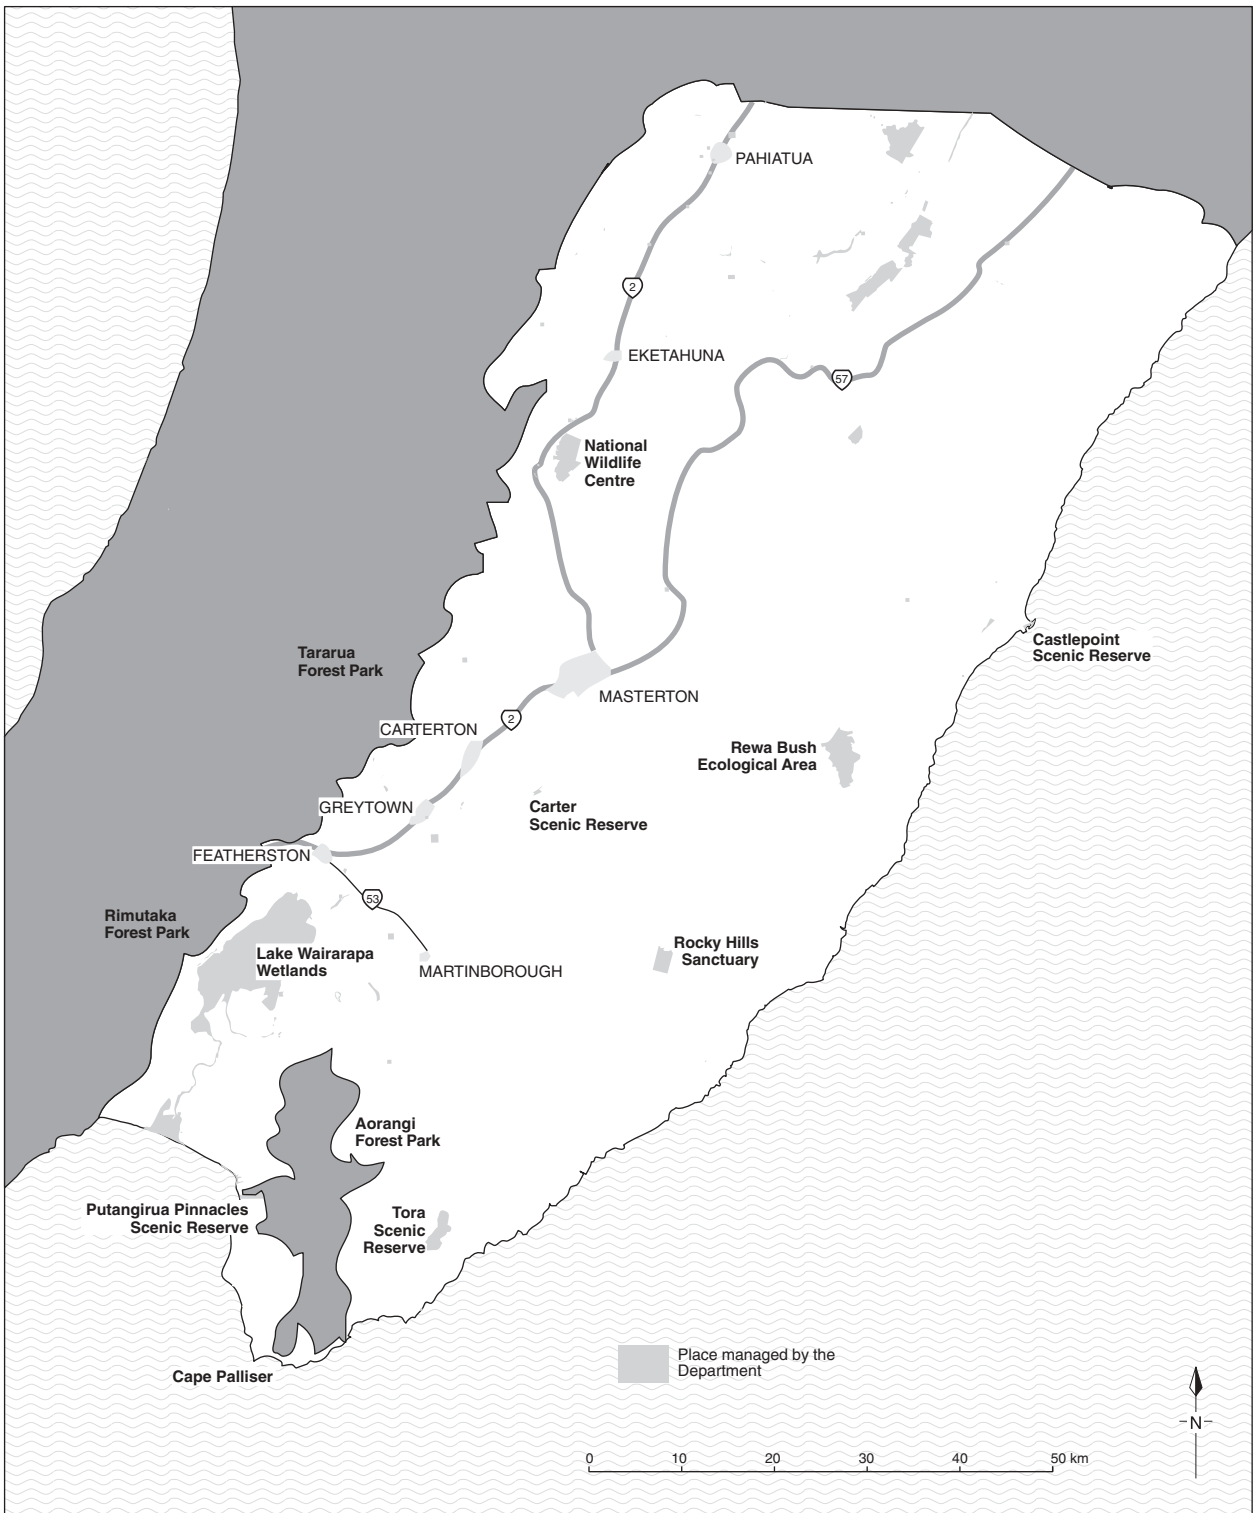 PAHIATUA
2
EKETAHUNA
57
National
Wildlife
Centre
Castlepoint
Scenic Reserve
Tararua
Forest Park
MASTERTON
2
CARTERTON
Rewa Bush
Ecological Area
GREYTOWN
Carter
Scenic Reserve
FEATHERSTON
53
Rimutaka
Forest Park
Lake Wairarapa
Wetlands
Rocky Hills
Sanctuary
MARTINBOROUGH
Aorangi
Forest Park
Putangirua Pinnacles
Scenic Reserve
Tora
Scenic
Reserve
Cape Palliser
Place managed by the
Department
N
0 10 20 30 40 50 km